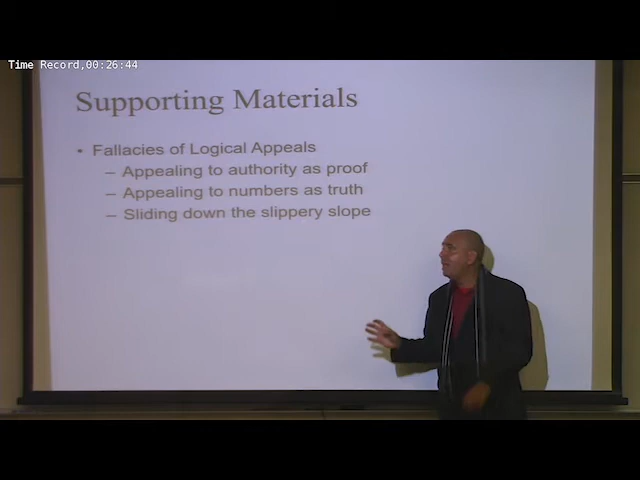 Time Record,00:26:44
Supporting Materials
• Fallacies of Logical Appeals
– Appealing to authority as proof
– Appealing to numbers as truth
– Sliding down the slippery slope